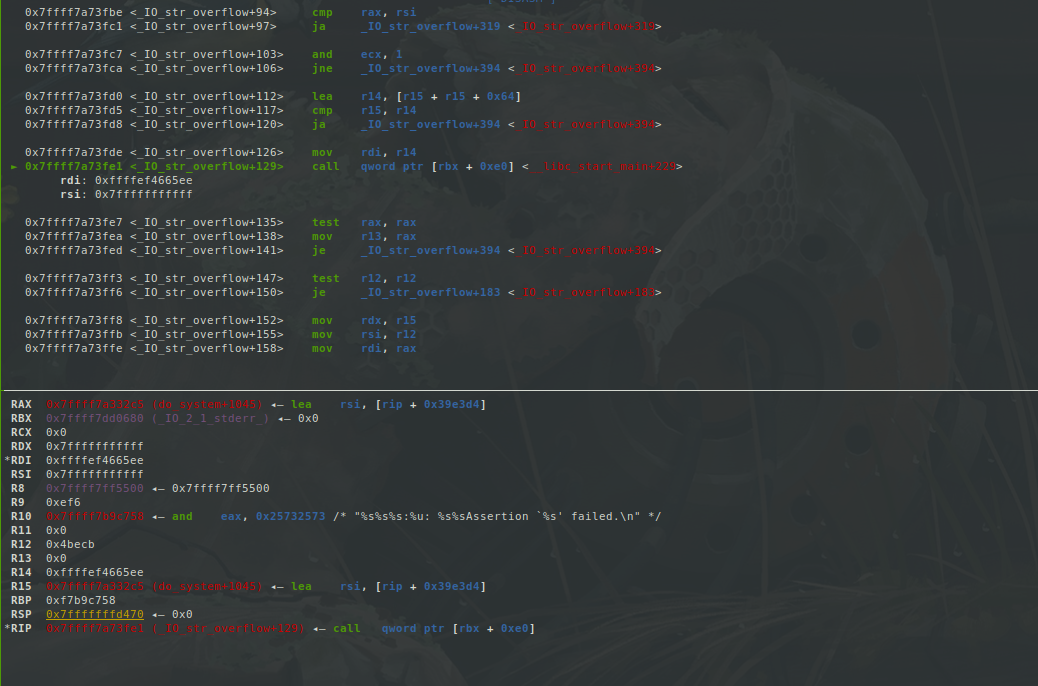 [ DISASM ]
0x7ffff7a73fbe <_IO_str_overflow+94> cmp rax, rsi
0x7ffff7a73fc1 <_IO_str_overflow+97> ja _IO_str_overflow+319 <_IO_str_overflow+319>
0x7ffff7a73fc7 <_IO_str_overflow+103> and ecx, 1
0x7ffff7a73fca <_IO_str_overflow+106> jne _IO_str_overflow+394 <_IO_str_overflow+394>
0x7ffff7a73fd0 <_IO_str_overflow+112> lea r14, [r15 + r15 + 0x64]
0x7ffff7a73fd5 <_IO_str_overflow+117> cmp r15, r14
0x7ffff7a73fd8 <_IO_str_overflow+120> ja _IO_str_overflow+394 <_IO_str_overflow+394>
0x7ffff7a73fde <_IO_str_overflow+126> mov rdi, r14
► 0x7ffff7a73fe1 <_IO_str_overflow+129> call qword ptr [rbx + 0xe0] <__libc_start_main+229>
rdi: 0xffffef4665ee
rsi: 0x7fffffffffff
0x7ffff7a73fe7 <_IO_str_overflow+135> test rax, rax
0x7ffff7a73fea <_IO_str_overflow+138> mov r13, rax
0x7ffff7a73fed <_IO_str_overflow+141> je _IO_str_overflow+394 <_IO_str_overflow+394>
0x7ffff7a73ff3 <_IO_str_overflow+147> test r12, r12
0x7ffff7a73ff6 <_IO_str_overflow+150> je _IO_str_overflow+183 <_IO_str_overflow+183>
0x7ffff7a73ff8 <_IO_str_overflow+152> mov rdx, r15
0x7ffff7a73ffb <_IO_str_overflow+155> mov rsi, r12
0x7ffff7a73ffe <_IO_str_overflow+158> mov rdi, rax
RAX 0x7ffff7a332c5 (do_system+1045) ◂— lea rsi, [rip + 0x39e3d4]
RBX 0x7ffff7dd0680 (_IO_2_1_stderr_) ◂— 0x0
RCX 0x0
RDX 0x7fffffffffff
*RDI 0xffffef4665ee
RSI 0x7fffffffffff
R8 0x7ffff7ff5500 ◂— 0x7ffff7ff5500
R9 0xef6
R10 0x7ffff7b9c758 ◂— and eax, 0x25732573 /* "%s%s%s:%u: %s%sAssertion `%s' failed.\n" */
R11 0x0
R12 0x4becb
R13 0x0
R14 0xffffef4665ee
R15 0x7ffff7a332c5 (do_system+1045) ◂— lea rsi, [rip + 0x39e3d4]
RBP 0xf7b9c758
RSP 0x7fffffffd470 ◂— 0x0
*RIP 0x7ffff7a73fe1 (_IO_str_overflow+129) ◂— call qword ptr [rbx + 0xe0]